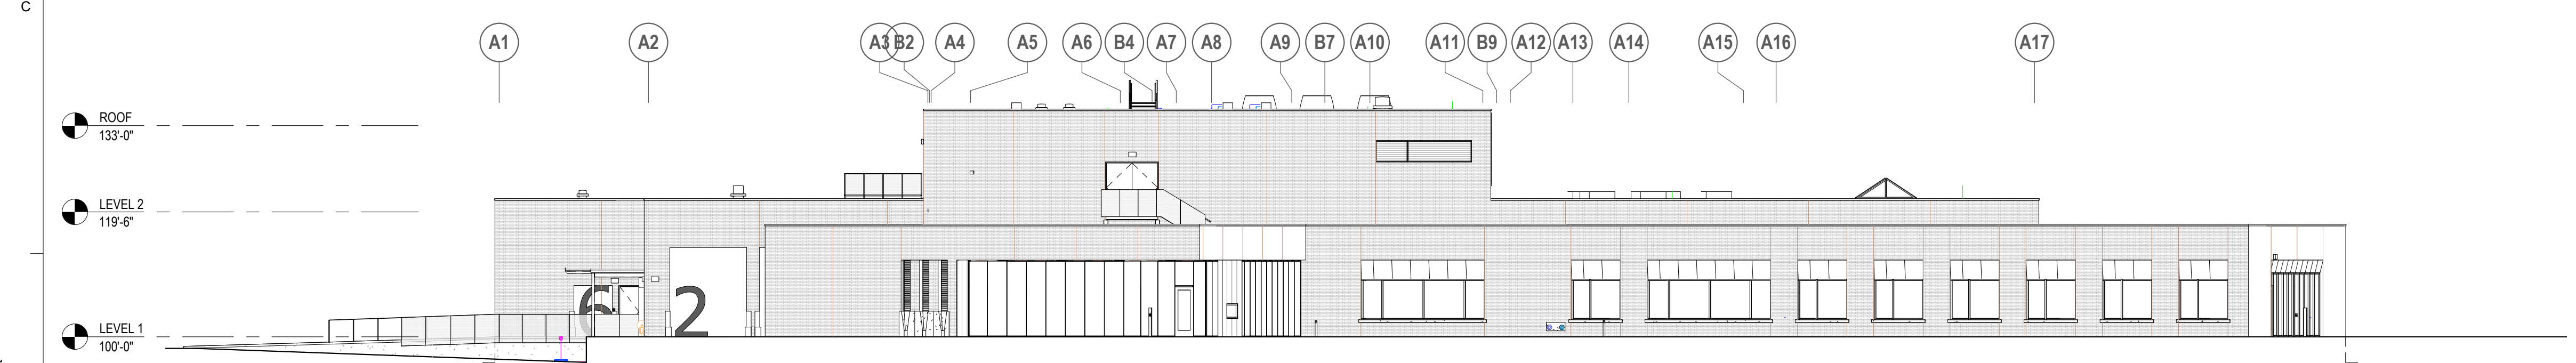 C
A1 A2 A3 B2 A4 A5 A6 B4 A7 A8 A9 B7 A10 A11 B9 A12 A13 A14 A15 A16 A17
ROOF
133'-0"
LEVEL 2
119'-6"
6 2
LEVEL 1
100'-0"